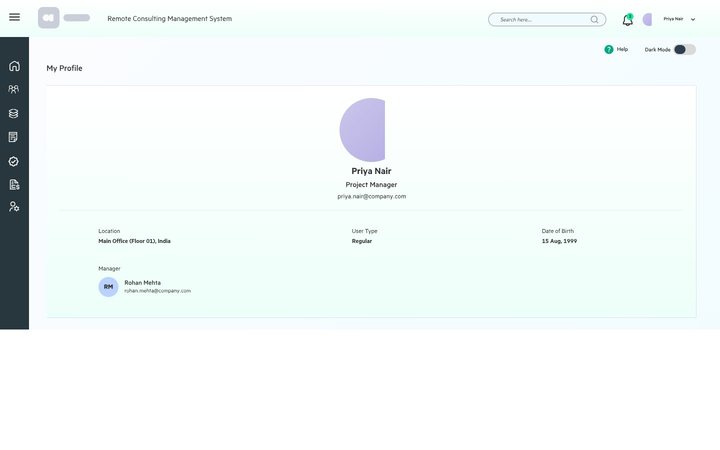 Remote Consulting Management System
Search here...
Priya Nair
Help
Dark Mode
My Profile
Priya Nair
Project Manager
priya.nair@company.com
Location
User Type
Date of Birth
Main Office (Floor 01), India
Regular
15 Aug, 1999
Manager
RM
Rohan Mehta
rohan.mehta@company.com